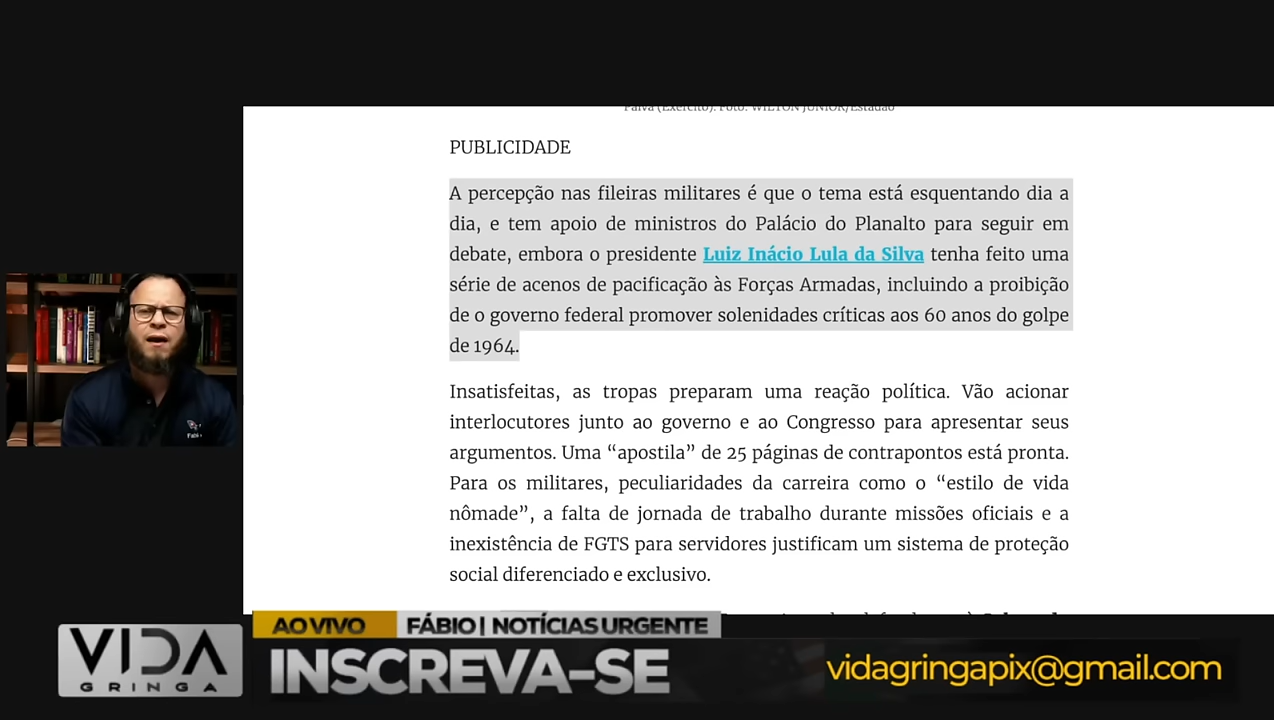 Paiva (Exército). Foto: WILTON JUNIOR/Estadão
PUBLICIDADE
A percepção nas fileiras militares é que o tema está esquentando dia a
dia, e tem apoio de ministros do Palácio do Planalto para seguir em
debate, embora o presidente Luiz Inácio Lula da Silva tenha feito uma
série de acenos de pacificação às Forças Armadas, incluindo a proibição
de o governo federal promover solenidades críticas aos 60 anos do golpe
de 1964.
Insatisfeitas, as tropas preparam uma reação política. Vão acionar
interlocutores junto ao governo e ao Congresso para apresentar seus
argumentos. Uma “apostila” de 25 páginas de contrapontos está pronta.
Para os militares, peculiaridades da carreira como o “estilo de vida
nômade”, a falta de jornada de trabalho durante missões oficiais e a
inexistência de FGTS para servidores justificam um sistema de proteção
social diferenciado e exclusivo.
AO VIVO
FÁBIO | NOTÍCIAS URGENTE
VIDA
GRINGA
INSCREVA-SE
vidagringapix@gmail.com